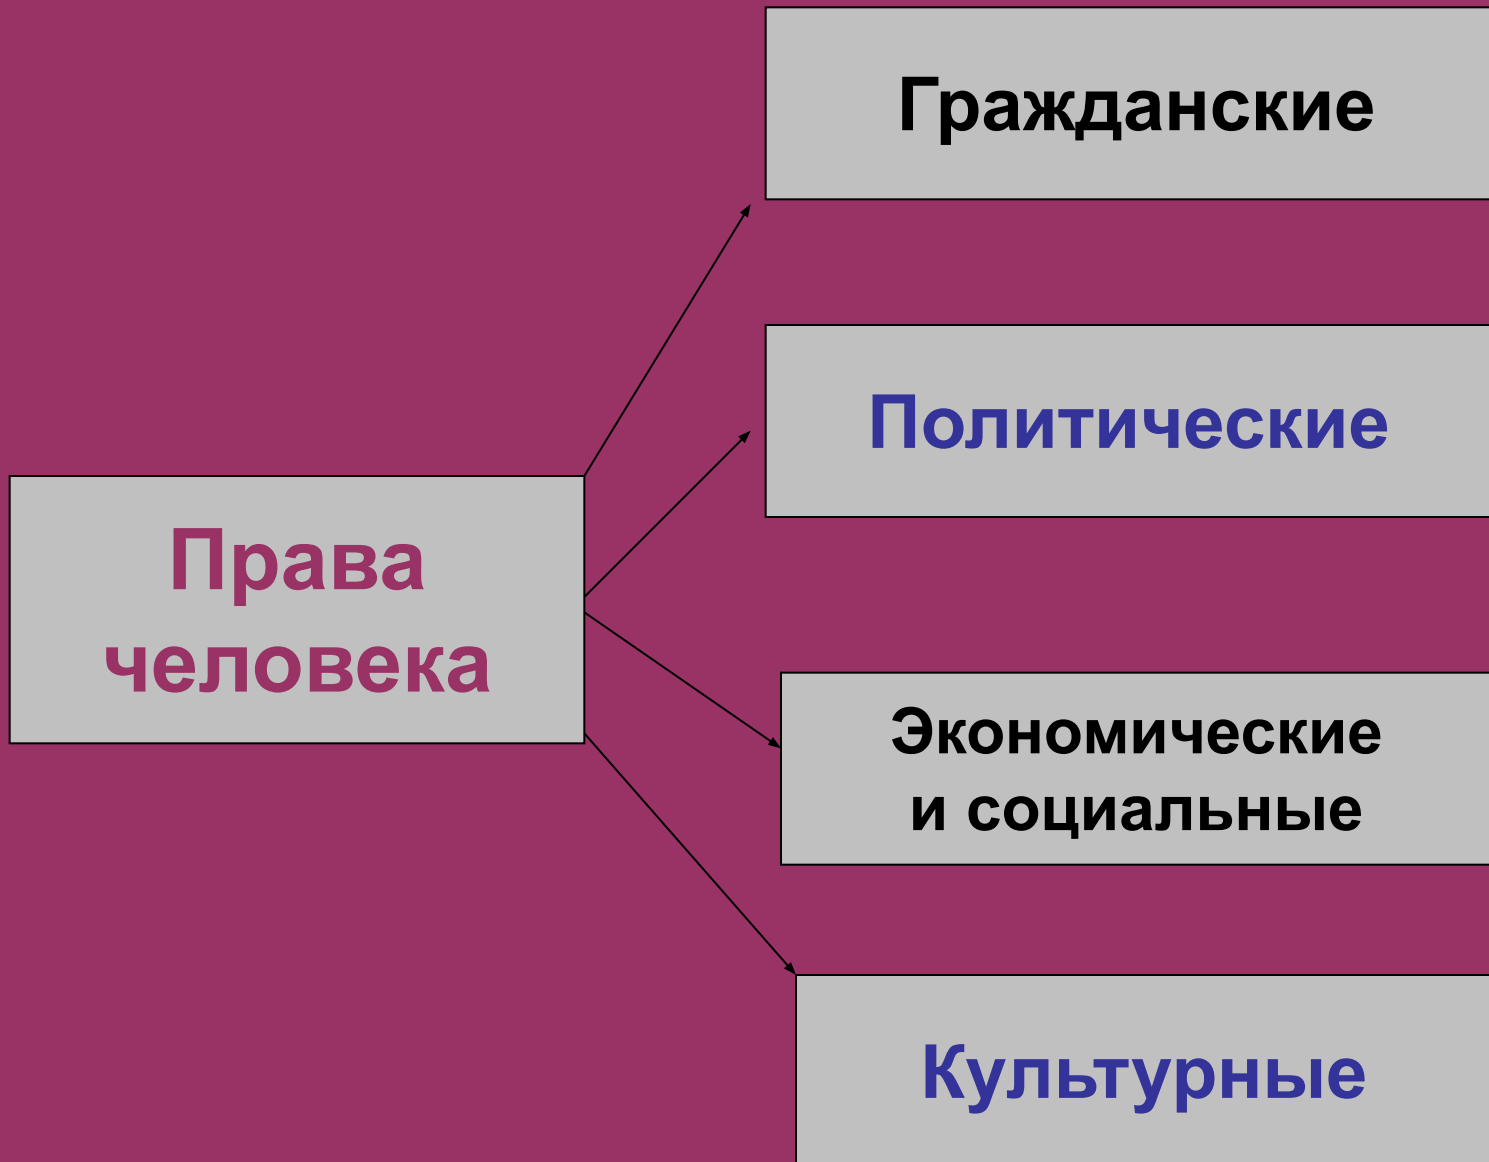 Гражданские
Политические
Права
человека
Экономические
и социальные
Культурные